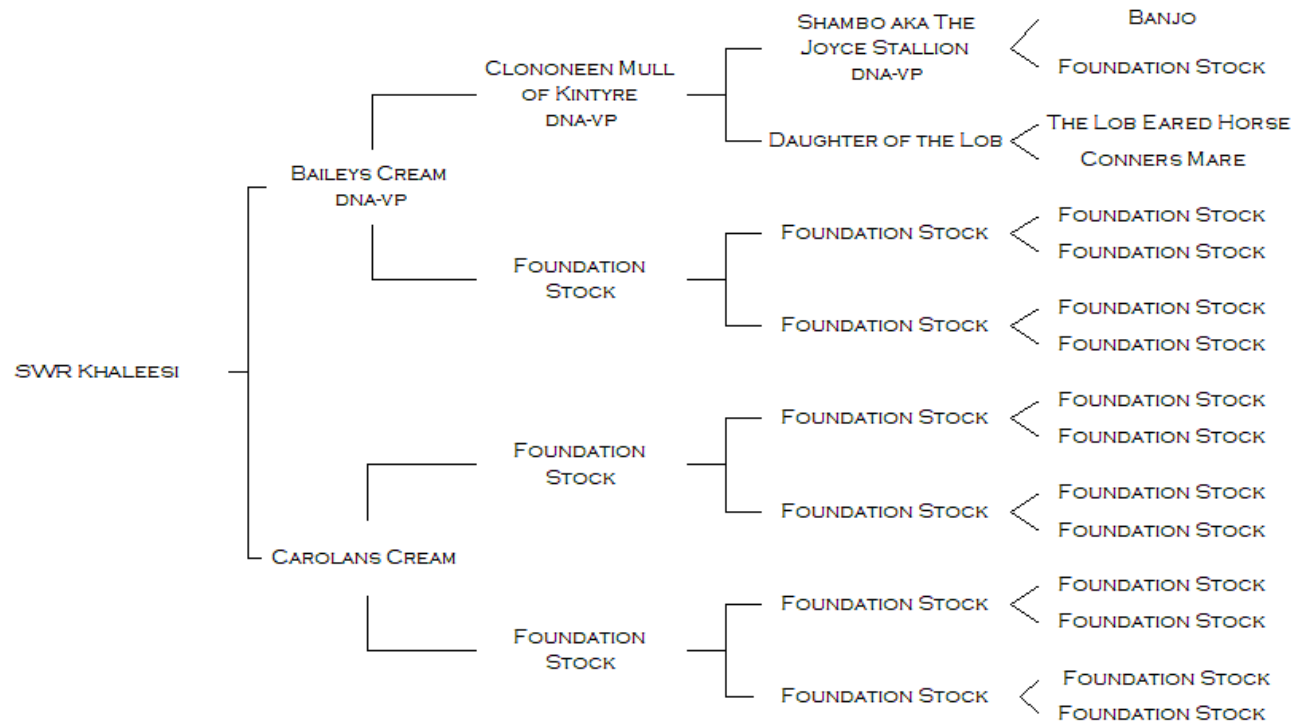 SWR Khaleesi
Baileys Cream
DNA-VP
Carolans Cream
Clononeen Mull
of Kintyre
DNA-VP
Foundation
Stock
Foundation
Stock
Foundation
Stock
Shambo aka The
Joyce Stallion
DNA-VP
Daughter of the Lob
Foundation Stock
Foundation Stock
Foundation Stock
Foundation Stock
Foundation Stock
Foundation Stock
Banjo
Foundation Stock
The Lob Eared Horse
Conners Mare
Foundation Stock
Foundation Stock
Foundation Stock
Foundation Stock
Foundation Stock
Foundation Stock
Foundation Stock
Foundation Stock
Foundation Stock
Foundation Stock
Foundation Stock
Foundation Stock